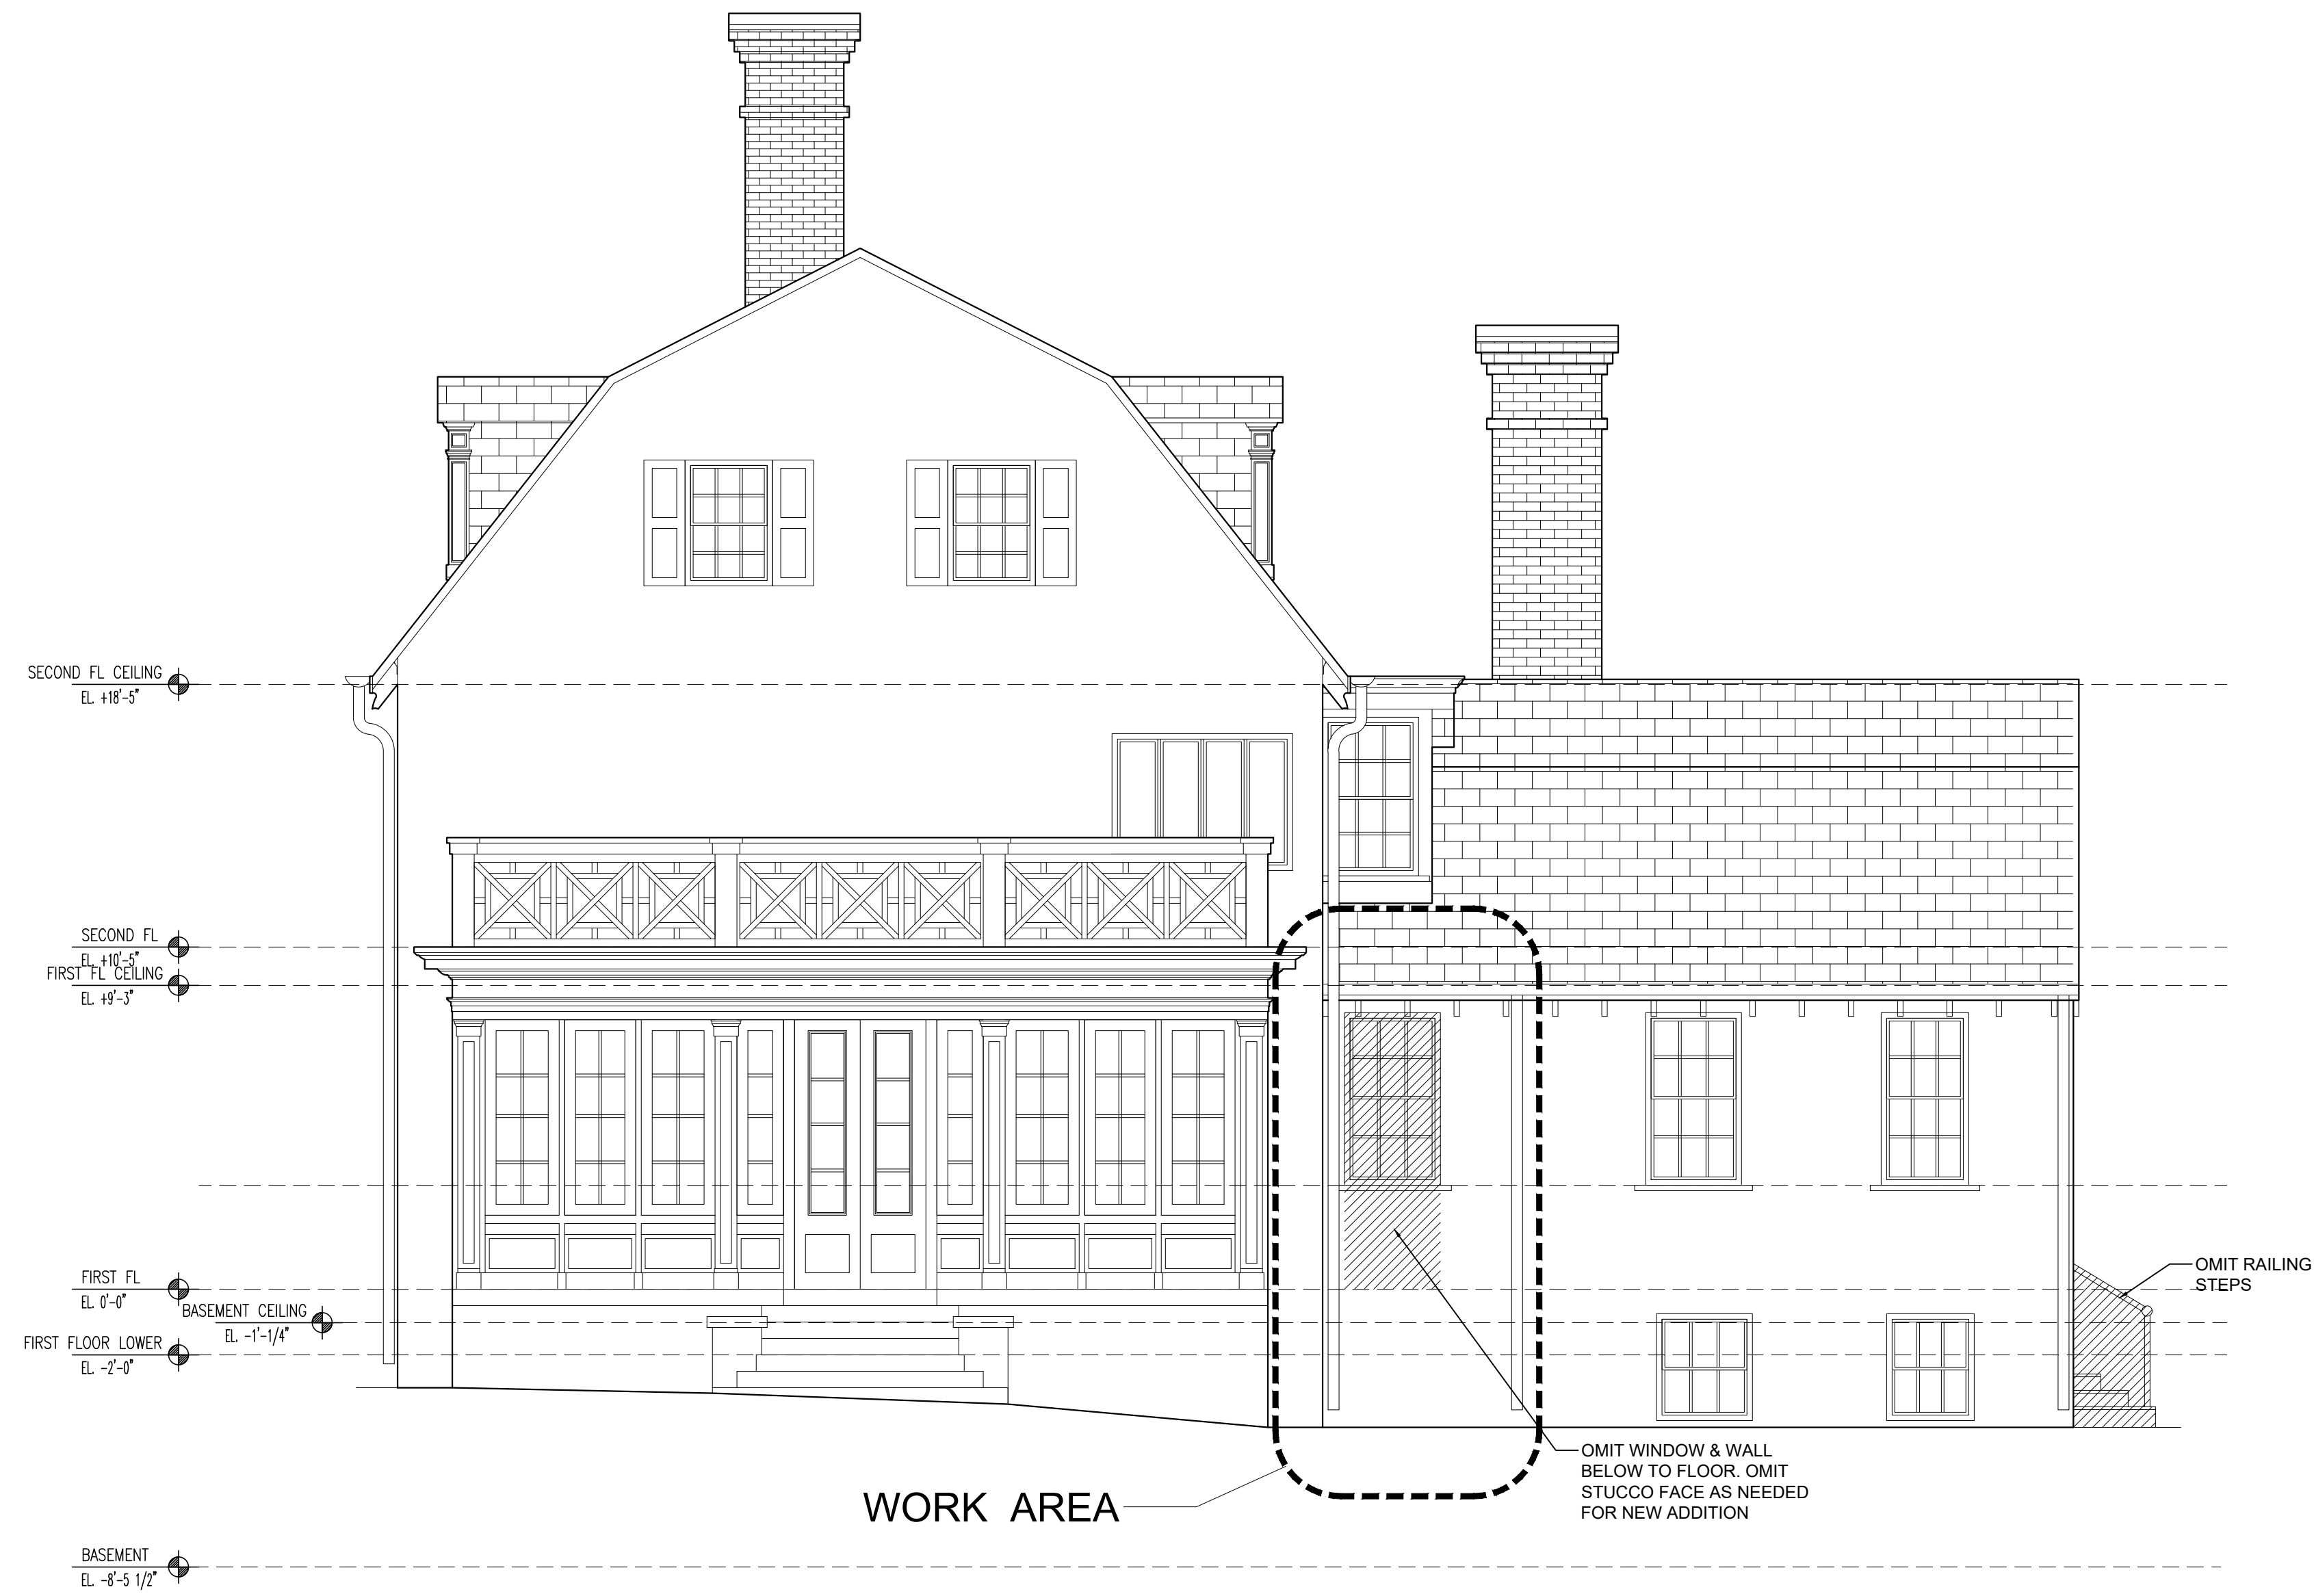 SECOND FL CEILING
EL. +18'-5"
SECOND FL
EL. +10'-5"
FIRST FL CEILING
EL. +9'-3"
FIRST FL
EL. 0'-0"
BASEMENT CEILING
EL. -1'-1/4"
FIRST FLOOR LOWER
EL. -2'-0"
OMIT RAILING
STEPS
OMIT WINDOW & WALL
BELOW TO FLOOR. OMIT
STUCCO FACE AS NEEDED
FOR NEW ADDITION
WORK AREA
BASEMENT
EL. -8'-5 1/2"